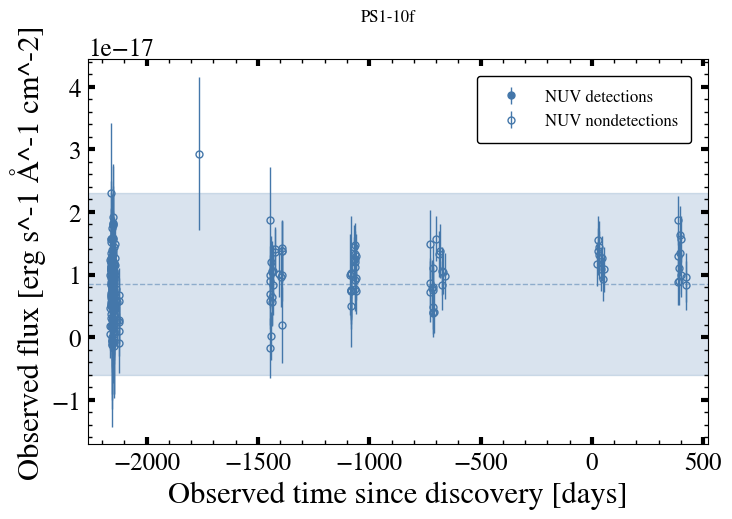 PS1-10f
1e−17
Observed flux [erg s^-1 Å^-1 cm^-2]
4
3
2
1
0
−1
NUV detections
NUV nondetections
−2000 −1500 −1000 −500 0 500
Observed time since discovery [days]